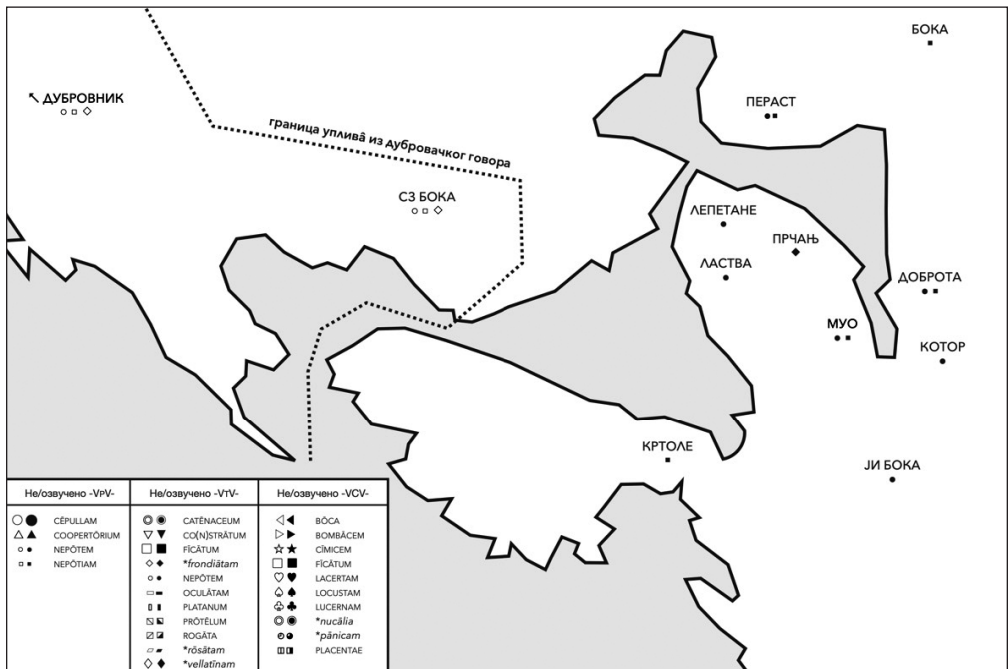 БОКА
↖ ДУБРОВНИК
ПЕРАСТ
граница упливâ из дубровачког говора
СЗ БОКА
ЛЕПЕТАНЕ
ПРЧАЊ
ЛАСТВА
ДОБРОТА
МУО
КОТОР
КРТОЛЕ
ЈИ БОКА
Не/озвучено -VPV-
CĒPULLAM
COOPERTŌRIUM
NEPŌTEM
NEPŌTIAM
Не/озвучено -VTV-
CATĒNACEUM
CO(N)STRĀTUM
FĪCĀTUM
*frondiātam
NEPŌTEM
OCULĀTAM
PLATANUM
PRŌTĒLUM
ROGĀTA
*rōsātam
*vellatīnam
Не/озвучено -VCV-
BŌCA
BOMBȲCEM
CĪMICEM
FĪCĀTUM
LACERTAM
LOCUSTAM
LUCERNAM
*nucālia
*pānicam
PLACENTAE